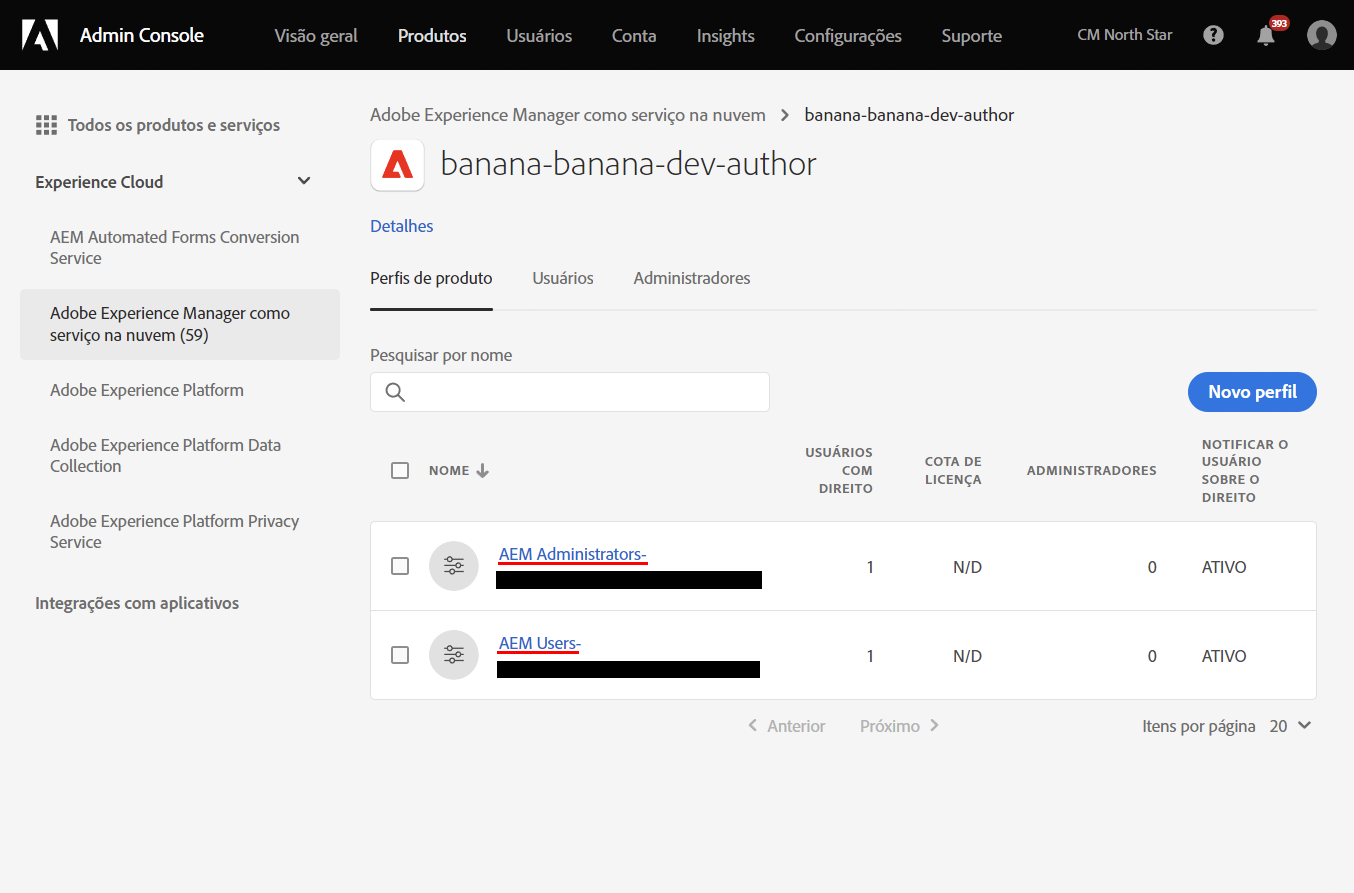 Admin Console
Visão geral
Produtos
Usuários
Conta
Insights
Configurações
Suporte
CM North Star
?
393
Todos os produtos e serviços
Experience Cloud
AEM Automated Forms Conversion
Service
Adobe Experience Manager como
serviço na nuvem (59)
Adobe Experience Platform
Adobe Experience Platform Data
Collection
Adobe Experience Platform Privacy
Service
Integrações com aplicativos
Adobe Experience Manager como serviço na nuvem > banana-banana-dev-author
banana-banana-dev-author
Detalhes
Perfis de produto
Usuários
Administradores
Pesquisar por nome
Novo perfil
NOME
USUÁRIOS
COM
DIREITO
COTA DE
LICENÇA
ADMINISTRADORES
NOTIFICAR O
USUÁRIO
SOBRE O
DIREITO
AEM Administrators-
1
N/D
0
ATIVO
AEM Users-
1
N/D
0
ATIVO
Anterior
Próximo
Itens por página 20